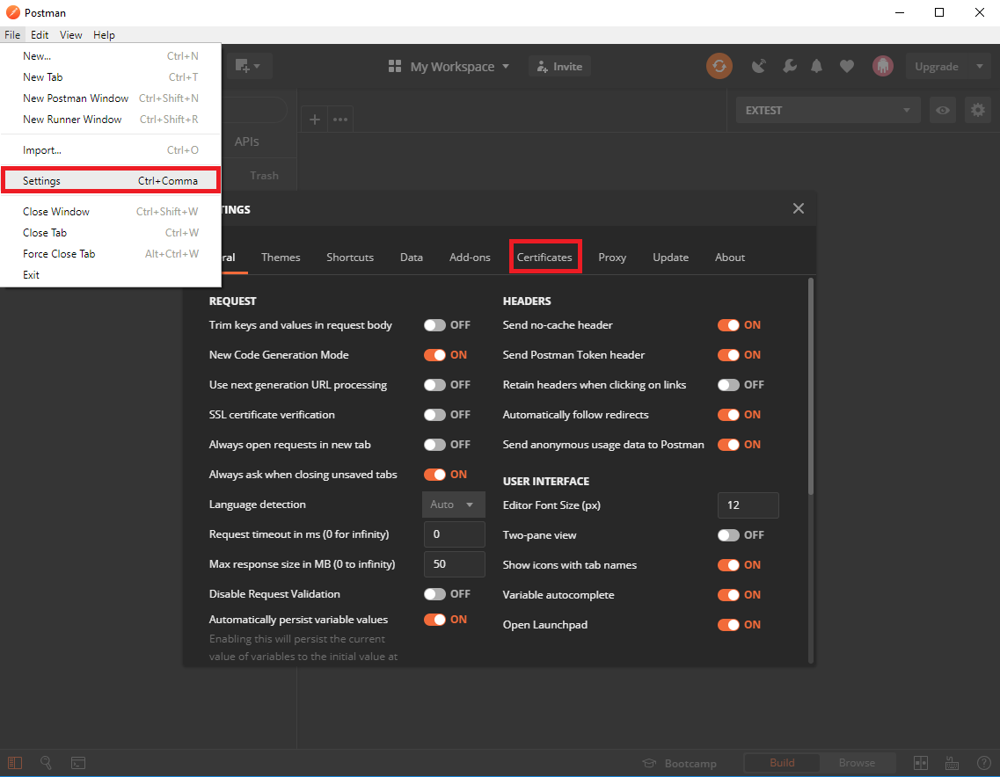 Postman
File Edit View Help
New... Ctrl+N
New Tab Ctrl+T
New Postman Window Ctrl+Shift+N
New Runner Window Ctrl+Shift+R
Import... Ctrl+O
Settings Ctrl+Comma
Close Window Ctrl+Shift+W
Close Tab Ctrl+W
Force Close Tab Alt+Ctrl+W
Exit
My Workspace Invite Upgrade
EXTEST
APIs
Trash
TINGS
ral Themes Shortcuts Data Add-ons Certificates Proxy Update About
REQUEST
Trim keys and values in request body OFF
New Code Generation Mode ON
Use next generation URL processing OFF
SSL certificate verification OFF
Always open requests in new tab OFF
Always ask when closing unsaved tabs ON
Language detection Auto
Request timeout in ms (0 for infinity) 0
Max response size in MB (0 to infinity) 50
Disable Request Validation OFF
Automatically persist variable values ON
Enabling this will persist the current
value of variables to the initial value at
HEADERS
Send no-cache header ON
Send Postman Token header ON
Retain headers when clicking on links OFF
Automatically follow redirects ON
Send anonymous usage data to Postman ON
USER INTERFACE
Editor Font Size (px) 12
Two-pane view OFF
Show icons with tab names ON
Variable autocomplete ON
Open Launchpad ON
Bootcamp Build Browse